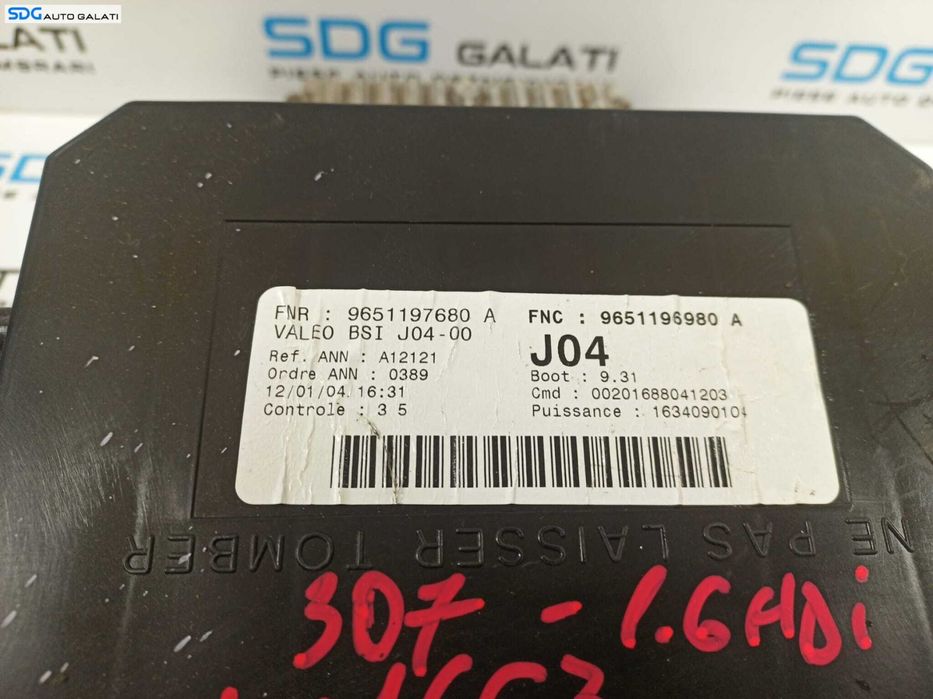 SDG AUTO GALATI
SDG GALATI
SDG
PIESE AUTO
FNR : 9651197680 A
VALEO BSI J04-00
Ref. ANN : A12121
Ordre ANN : 0389
12/01/04 16:31
Controle : 3 5
FNC : 9651196980 A
J04
Boot : 9.31
Cmd : 00201688041203
Puissance : 1634090104
NE PAS LAISSER TOMBER
307 - 1.6HDi